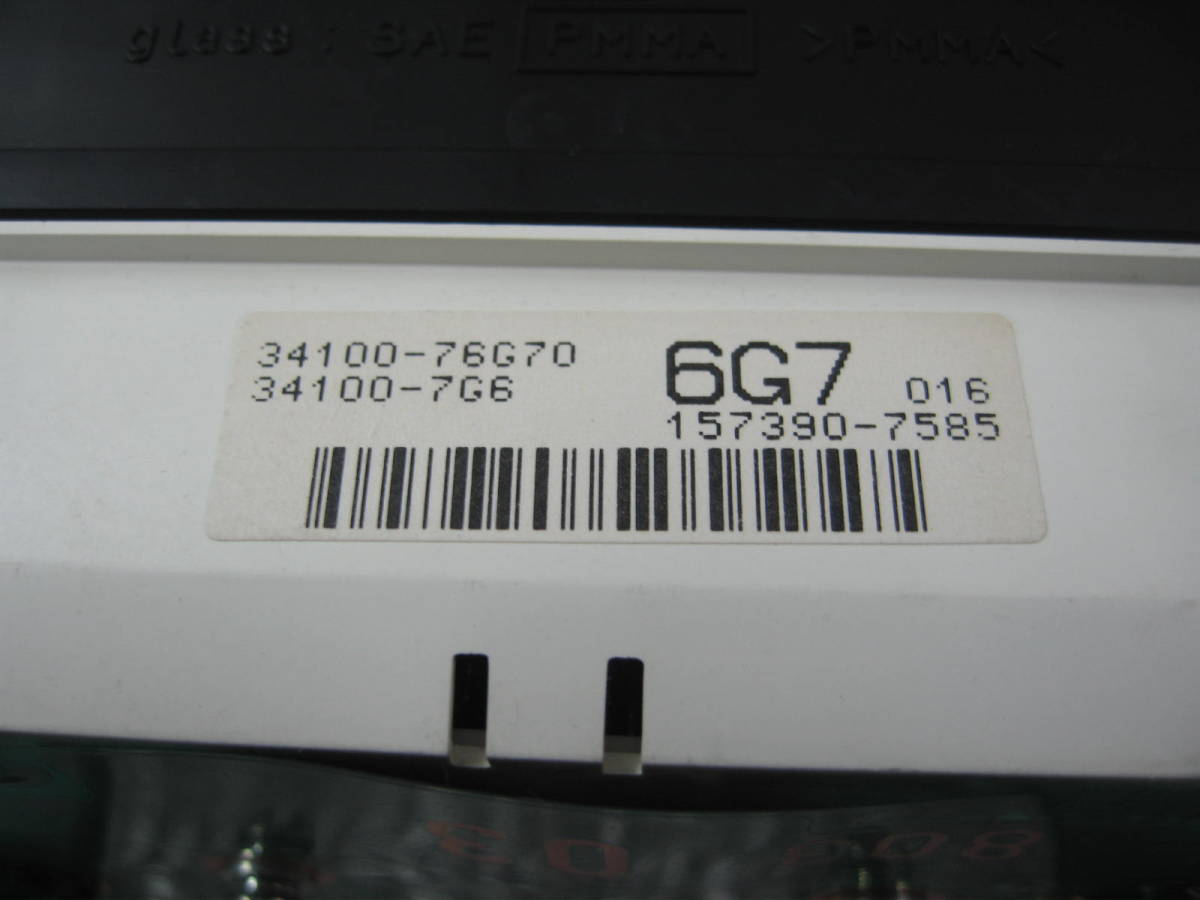 glass : SAE PMMA >PMMA<
34100-76G70
34100-7G6
6G7 016
157390-7585